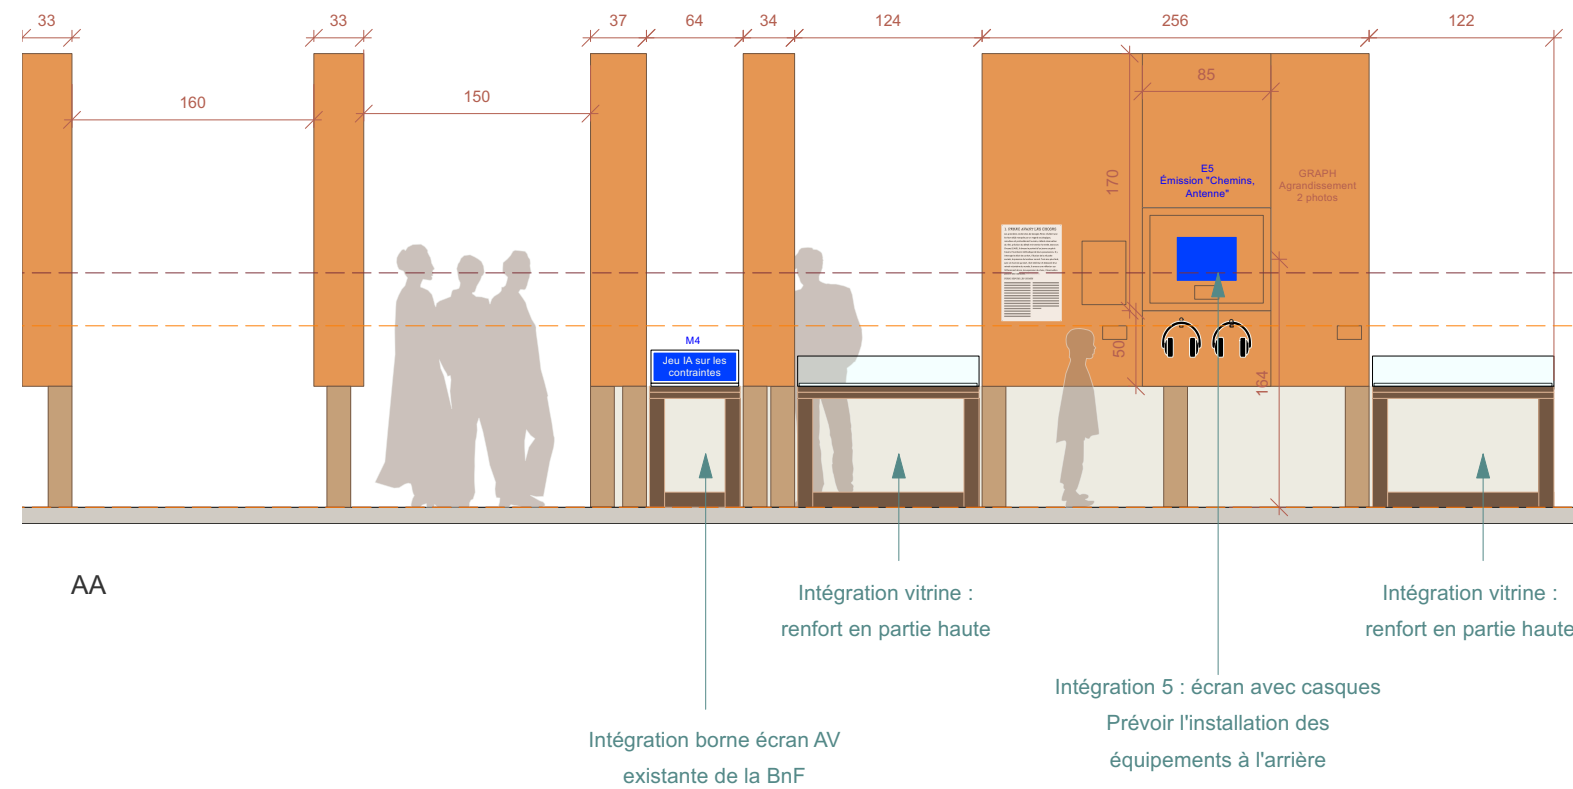 33
33
37
64
34
124
256
122
160
150
85
170
50
164
E5
Émission "Chemins,
Antenne"
GRAPH
Agrandissement
2 photos
M4
Jeu IA sur les
contraintes
AA
Intégration vitrine :
renfort en partie haute
Intégration vitrine :
renfort en partie haute
Intégration 5 : écran avec casques
Prévoir l'installation des
équipements à l'arrière
Intégration borne écran AV
existante de la BnF